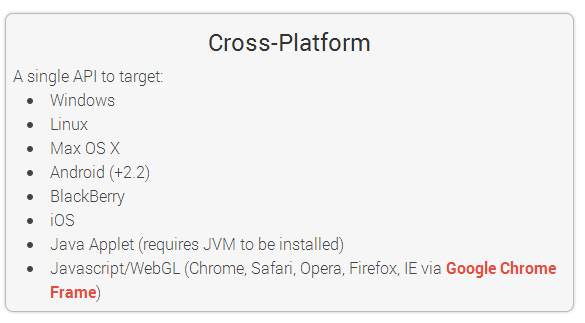 Cross-Platform
A single API to target:
• Windows
• Linux
• Max OS X
• Android (+2.2)
• BlackBerry
• iOS
• Java Applet (requires JVM to be installed)
• Javascript/WebGL (Chrome, Safari, Opera, Firefox, IE via Google Chrome
Frame)